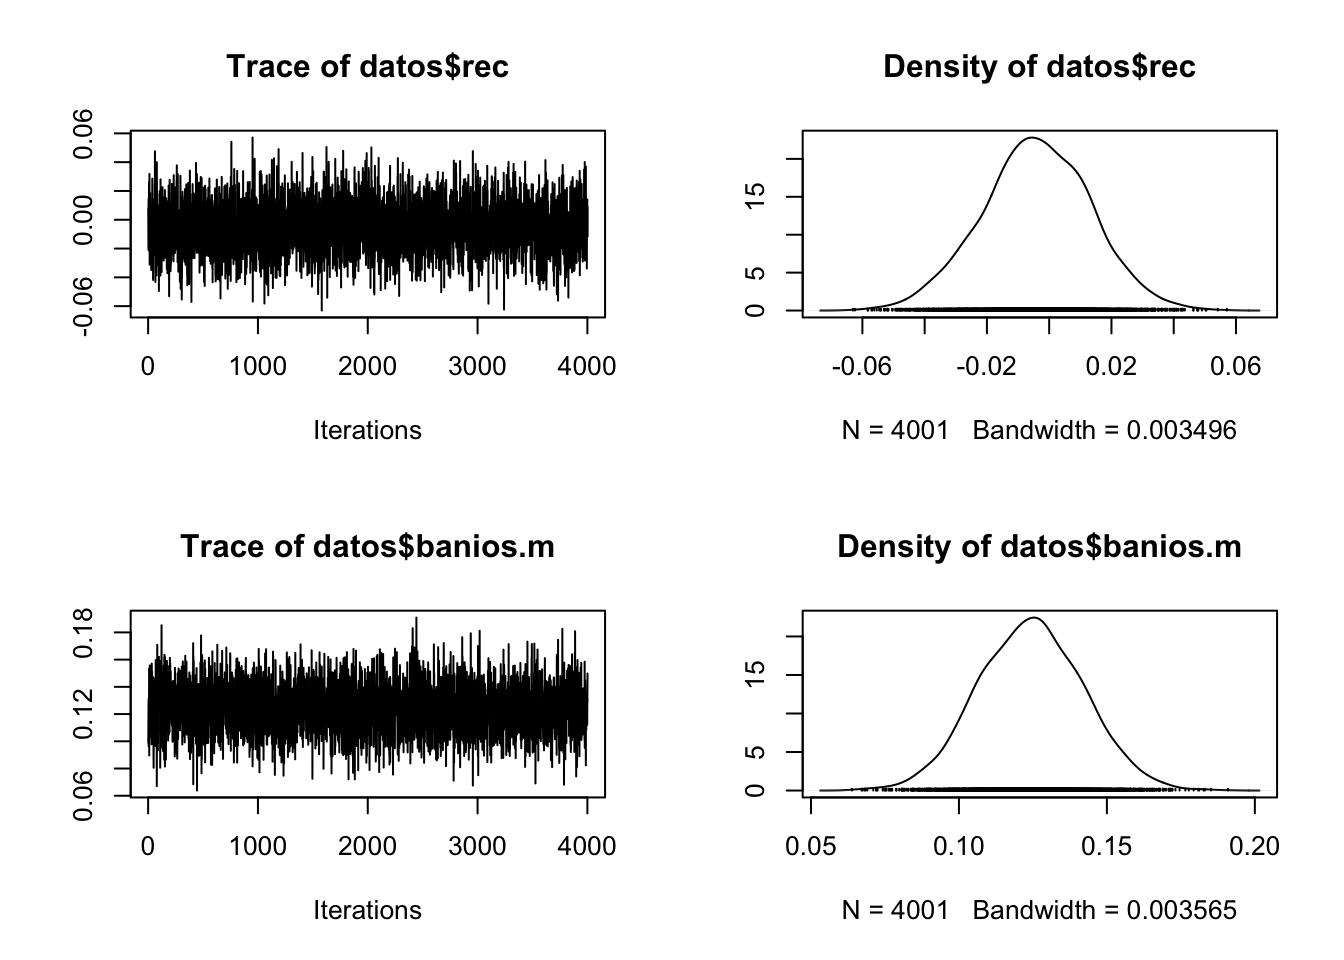 Trace of datos$rec
0.06
0.00
-0.06
0 1000 2000 3000 4000
Iterations
Density of datos$rec
15
5
0
-0.06 -0.02 0.02 0.06
N = 4001 Bandwidth = 0.003496
Trace of datos$banios.m
0.18
0.12
0.06
0 1000 2000 3000 4000
Iterations
Density of datos$banios.m
15
5
0
0.05 0.10 0.15 0.20
N = 4001 Bandwidth = 0.003565